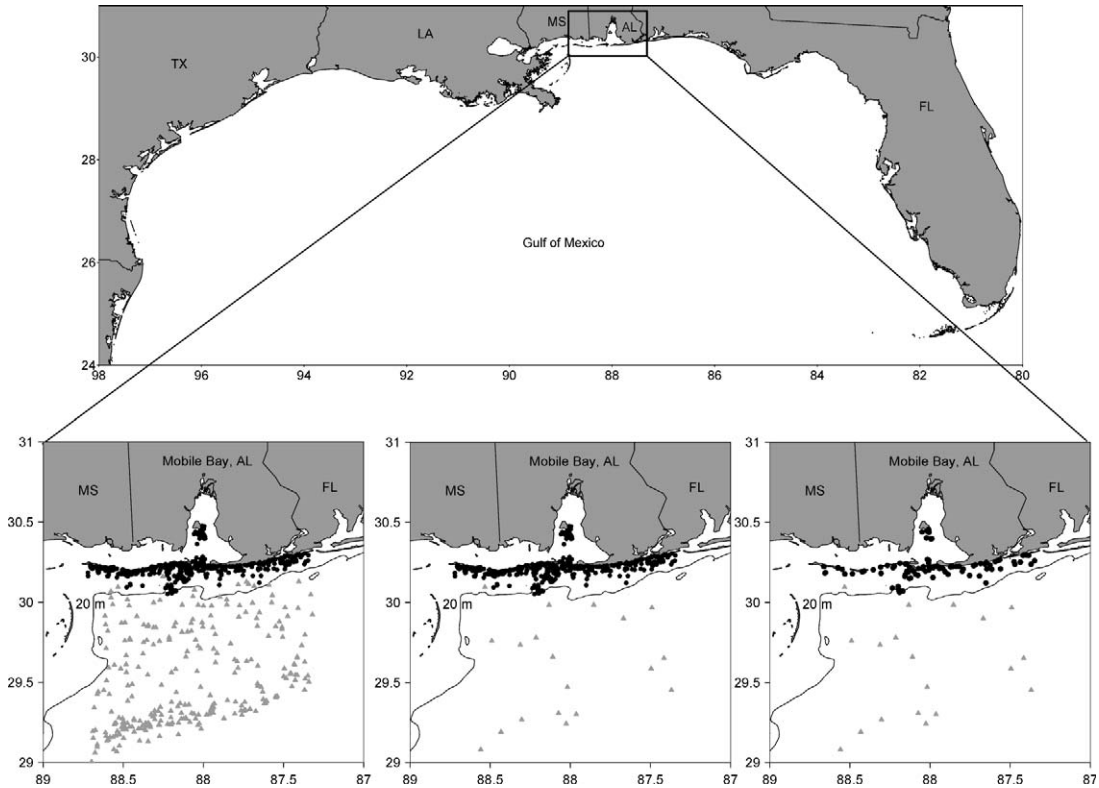 MS
AL
LA
TX
FL
Gulf of Mexico
30
28
26
24
98 96 94 92 90 88 86 84 82 80
31
30.5
30
29.5
29
Mobile Bay, AL
MS
FL
20 m
89 88.5 88 87.5 87
31
30.5
30
29.5
29
Mobile Bay, AL
MS
FL
20 m
89 88.5 88 87.5 87
31
30.5
30
29.5
29
Mobile Bay, AL
MS
FL
20 m
89 88.5 88 87.5 87